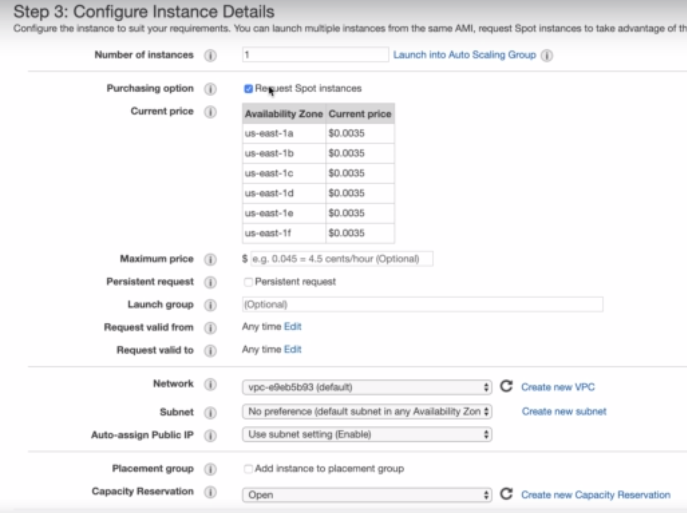 Step 3: Configure Instance Details
Configure the instance to suit your requirements. You can launch multiple instances from the same AMI, request Spot instances to take advantage of th
Number of instances 1 Launch into Auto Scaling Group
Purchasing option Request Spot instances
Current price
Availability Zone Current price
us-east-1a $0.0035
us-east-1b $0.0035
us-east-1c $0.0035
us-east-1d $0.0035
us-east-1e $0.0035
us-east-1f $0.0035
Maximum price $ e.g. 0.045 = 4.5 cents/hour (Optional)
Persistent request Persistent request
Launch group (Optional)
Request valid from Any time Edit
Request valid to Any time Edit
Network vpc-e9eb5b93 (default) Create new VPC
Subnet No preference (default subnet in any Availability Zon Create new subnet
Auto-assign Public IP Use subnet setting (Enable)
Placement group Add instance to placement group
Capacity Reservation Open Create new Capacity Reservation